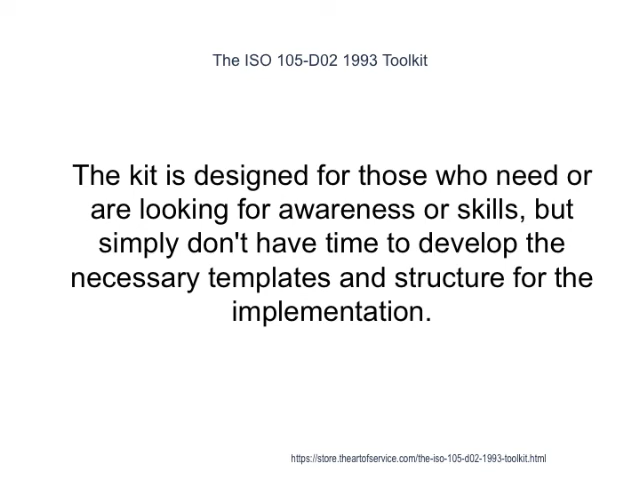 The ISO 105-D02 1993 Toolkit
The kit is designed for those who need or
are looking for awareness or skills, but
simply don't have time to develop the
necessary templates and structure for the
implementation.
https://store.theartofservice.com/the-iso-105-d02-1993-toolkit.html